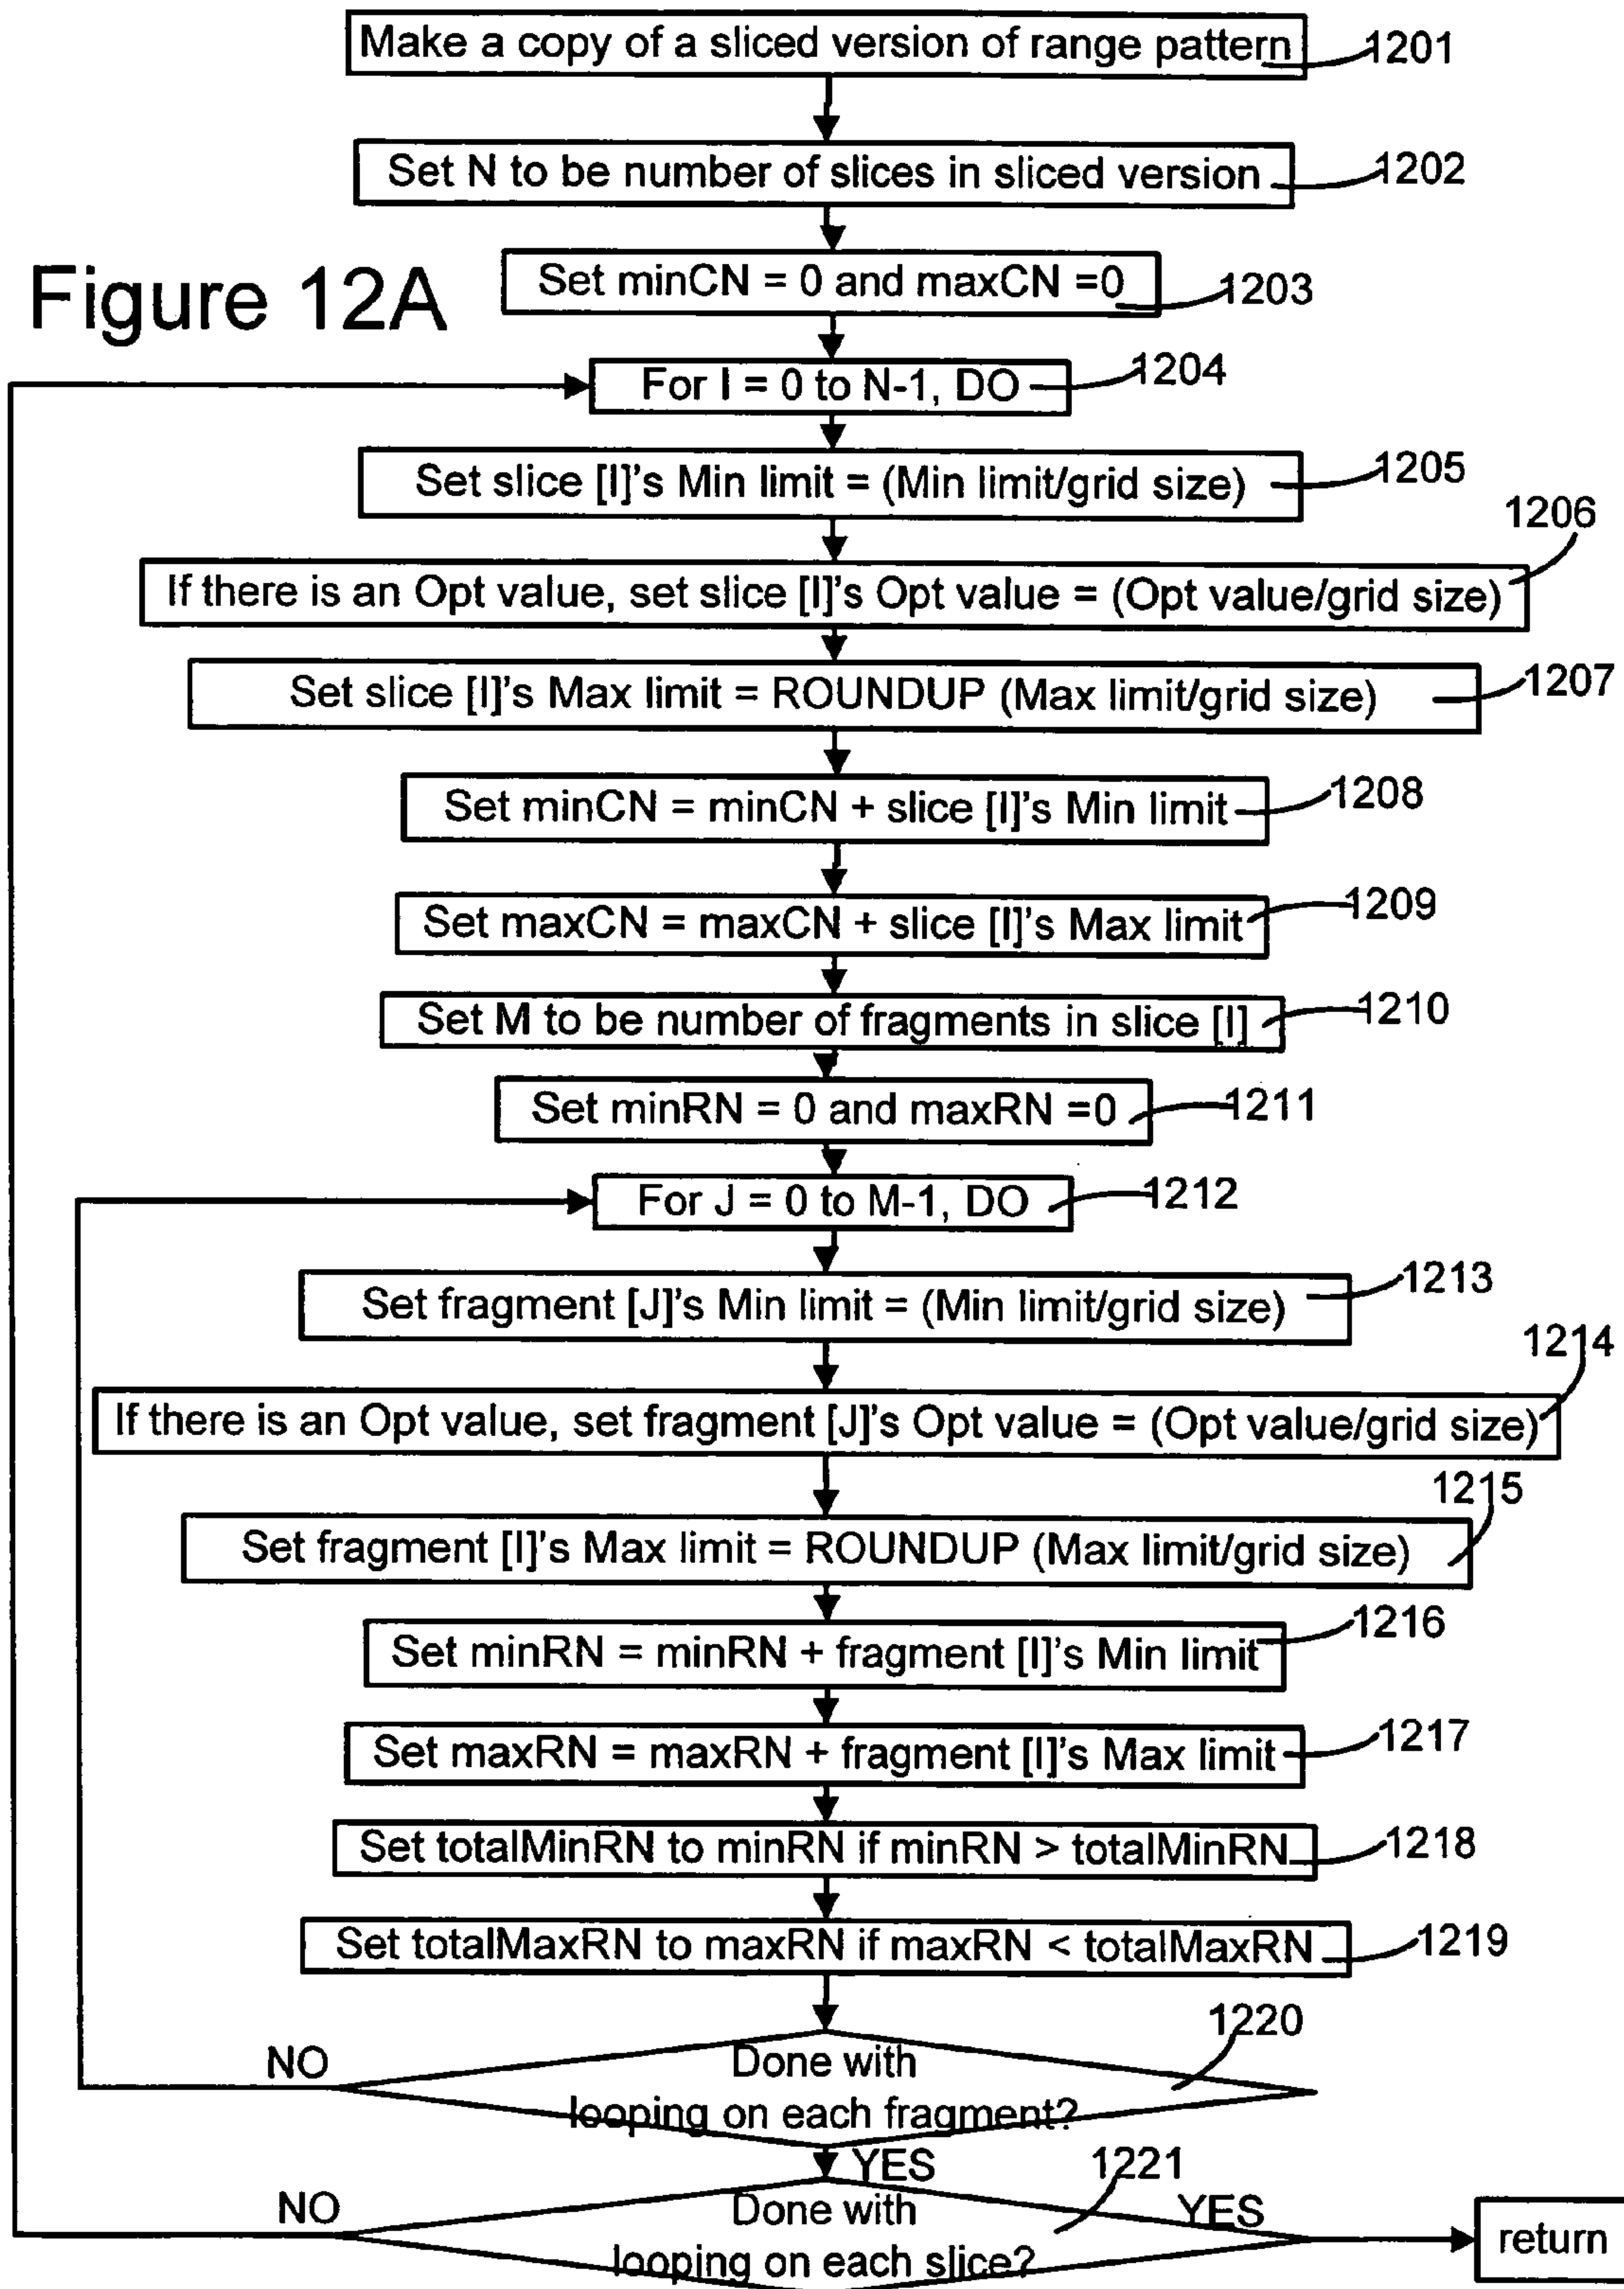 Make a copy of a sliced version of range pattern
1201
Set N to be number of slices in sliced version
1202
Figure 12A
Set minCN = 0 and maxCN =0
1203
For I = 0 to N-1, DO
1204
Set slice [I]'s Min limit = (Min limit/grid size)
1205
1206
If there is an Opt value, set slice [I]'s Opt value = (Opt value/grid size)
Set slice [I]'s Max limit = ROUNDUP (Max limit/grid size)
1207
Set minCN = minCN + slice [I]'s Min limit
1208
Set maxCN = maxCN + slice [I]'s Max limit
1209
Set M to be number of fragments in slice [I]
1210
Set minRN = 0 and maxRN =0
1211
For J = 0 to M-1, DO
1212
Set fragment [J]'s Min limit = (Min limit/grid size)
1213
1214
If there is an Opt value, set fragment [J]'s Opt value = (Opt value/grid size)
1215
Set fragment [I]'s Max limit = ROUNDUP (Max limit/grid size)
Set minRN = minRN + fragment [I]'s Min limit
1216
Set maxRN = maxRN + fragment [I]'s Max limit
1217
Set totalMinRN to minRN if minRN > totalMinRN
1218
Set totalMaxRN to maxRN if maxRN < totalMaxRN
1219
1220
NO
Done with
looping on each fragment?
YES
1221
NO
Done with
looping on each slice?
YES
return